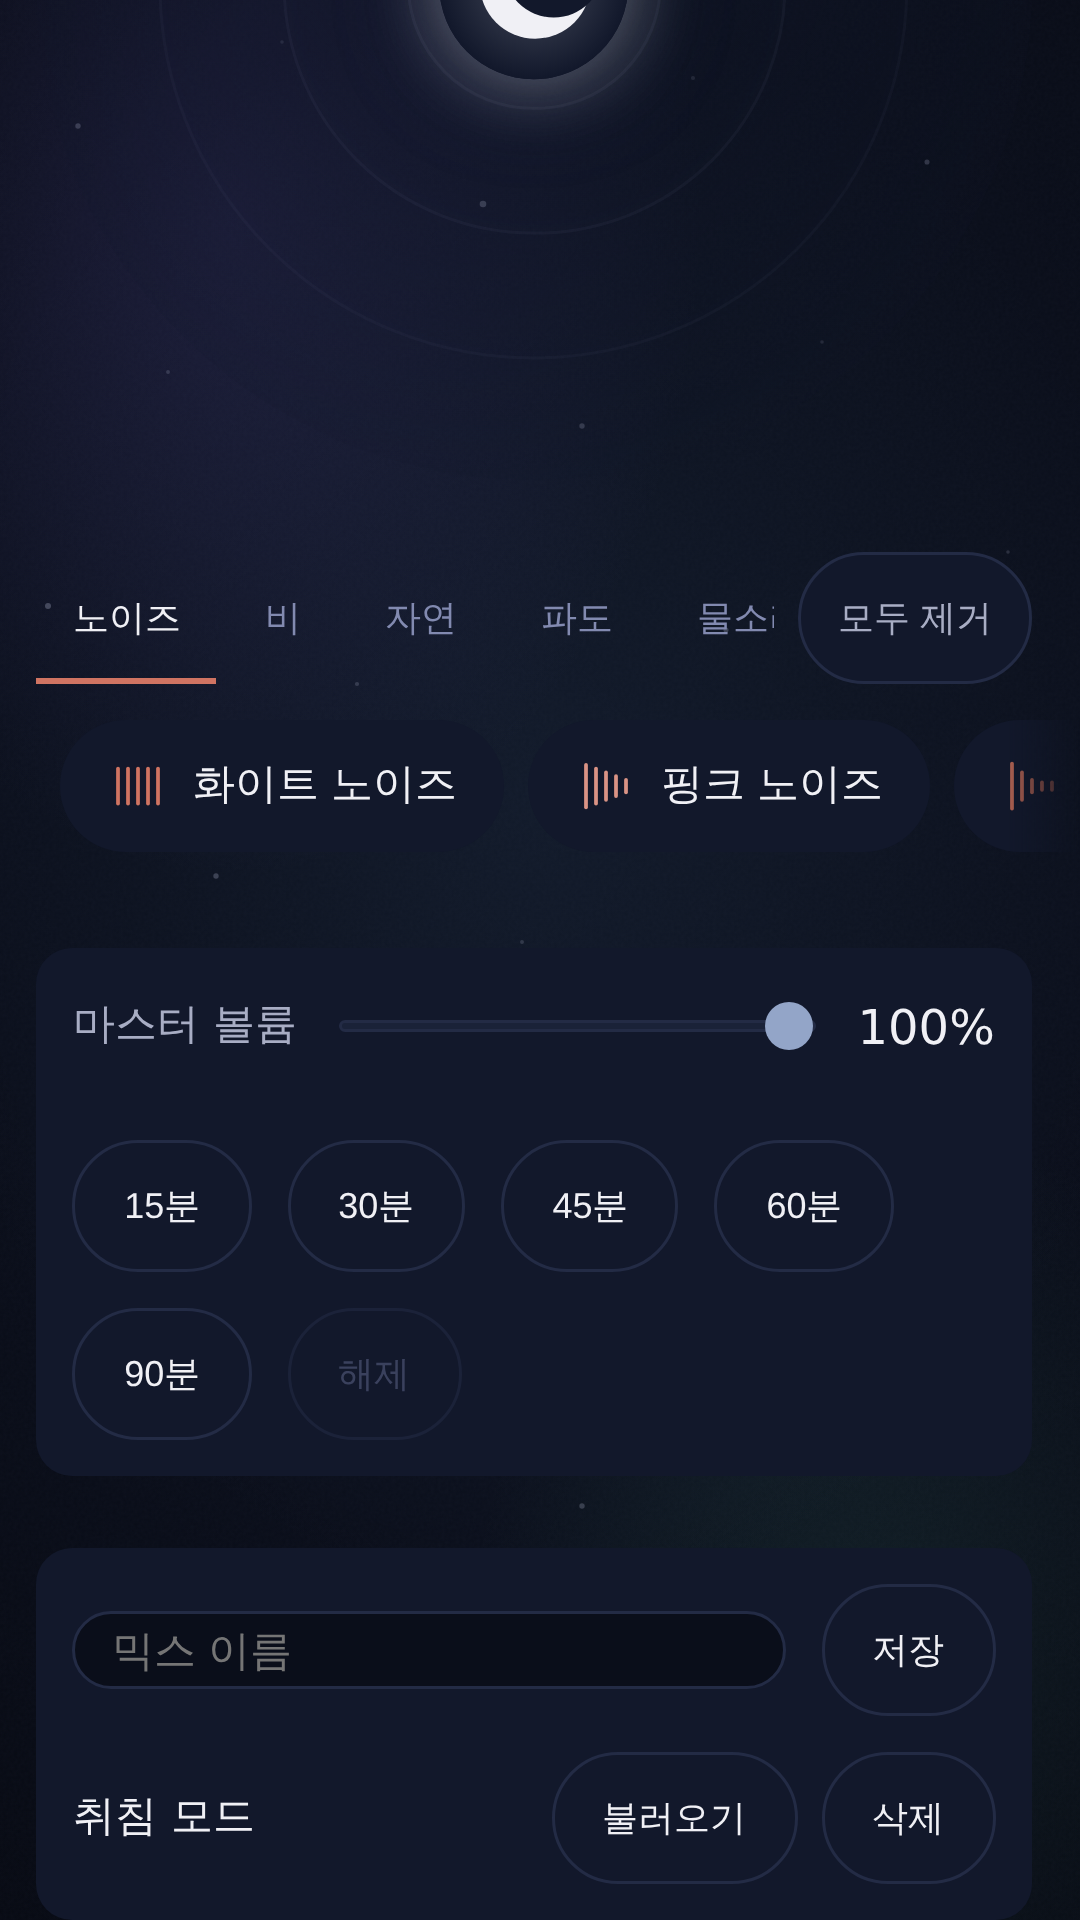 노이즈 비 자연 파도 물소 모두 제거
화이트 노이즈 핑크 노이즈
마스터 볼륨 100%
15분 30분 45분 60분
90분 해제
믹스 이름 저장
취침 모드 불러오기 삭제